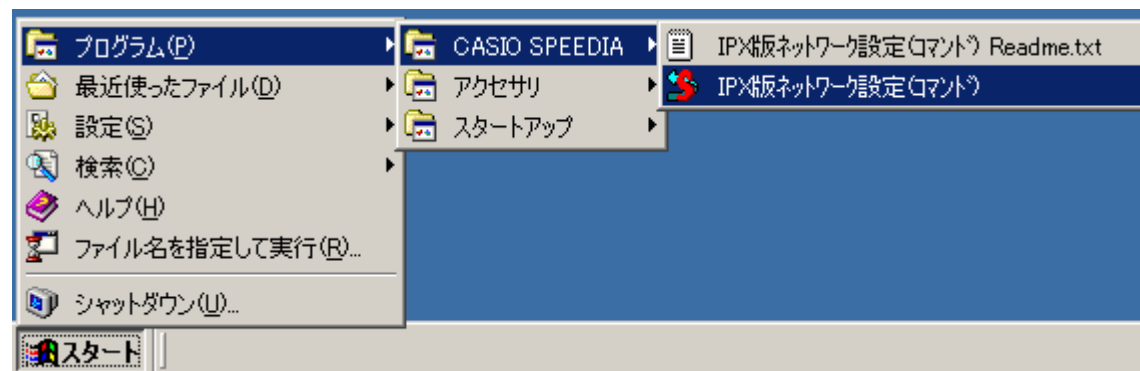 プログラム(P)
最近使ったファイル(D)
設定(S)
検索(C)
ヘルプ(H)
ファイル名を指定して実行(R)...
シャットダウン(U)...
スタート
CASIO SPEEDIA
アクセサリ
スタートアップ
IPX版ネットワーク設定(コマンド) Readme.txt
IPX版ネットワーク設定(コマンド)